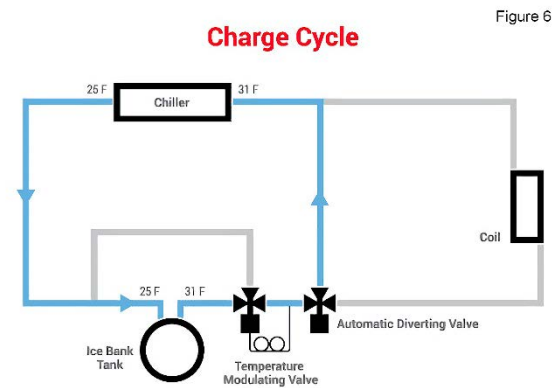 Figure 6
Charge Cycle
25 F
Chiller
31 F
Coil
25 F
31 F
Automatic Diverting Valve
Ice Bank
Tank
Temperature
Modulating Valve